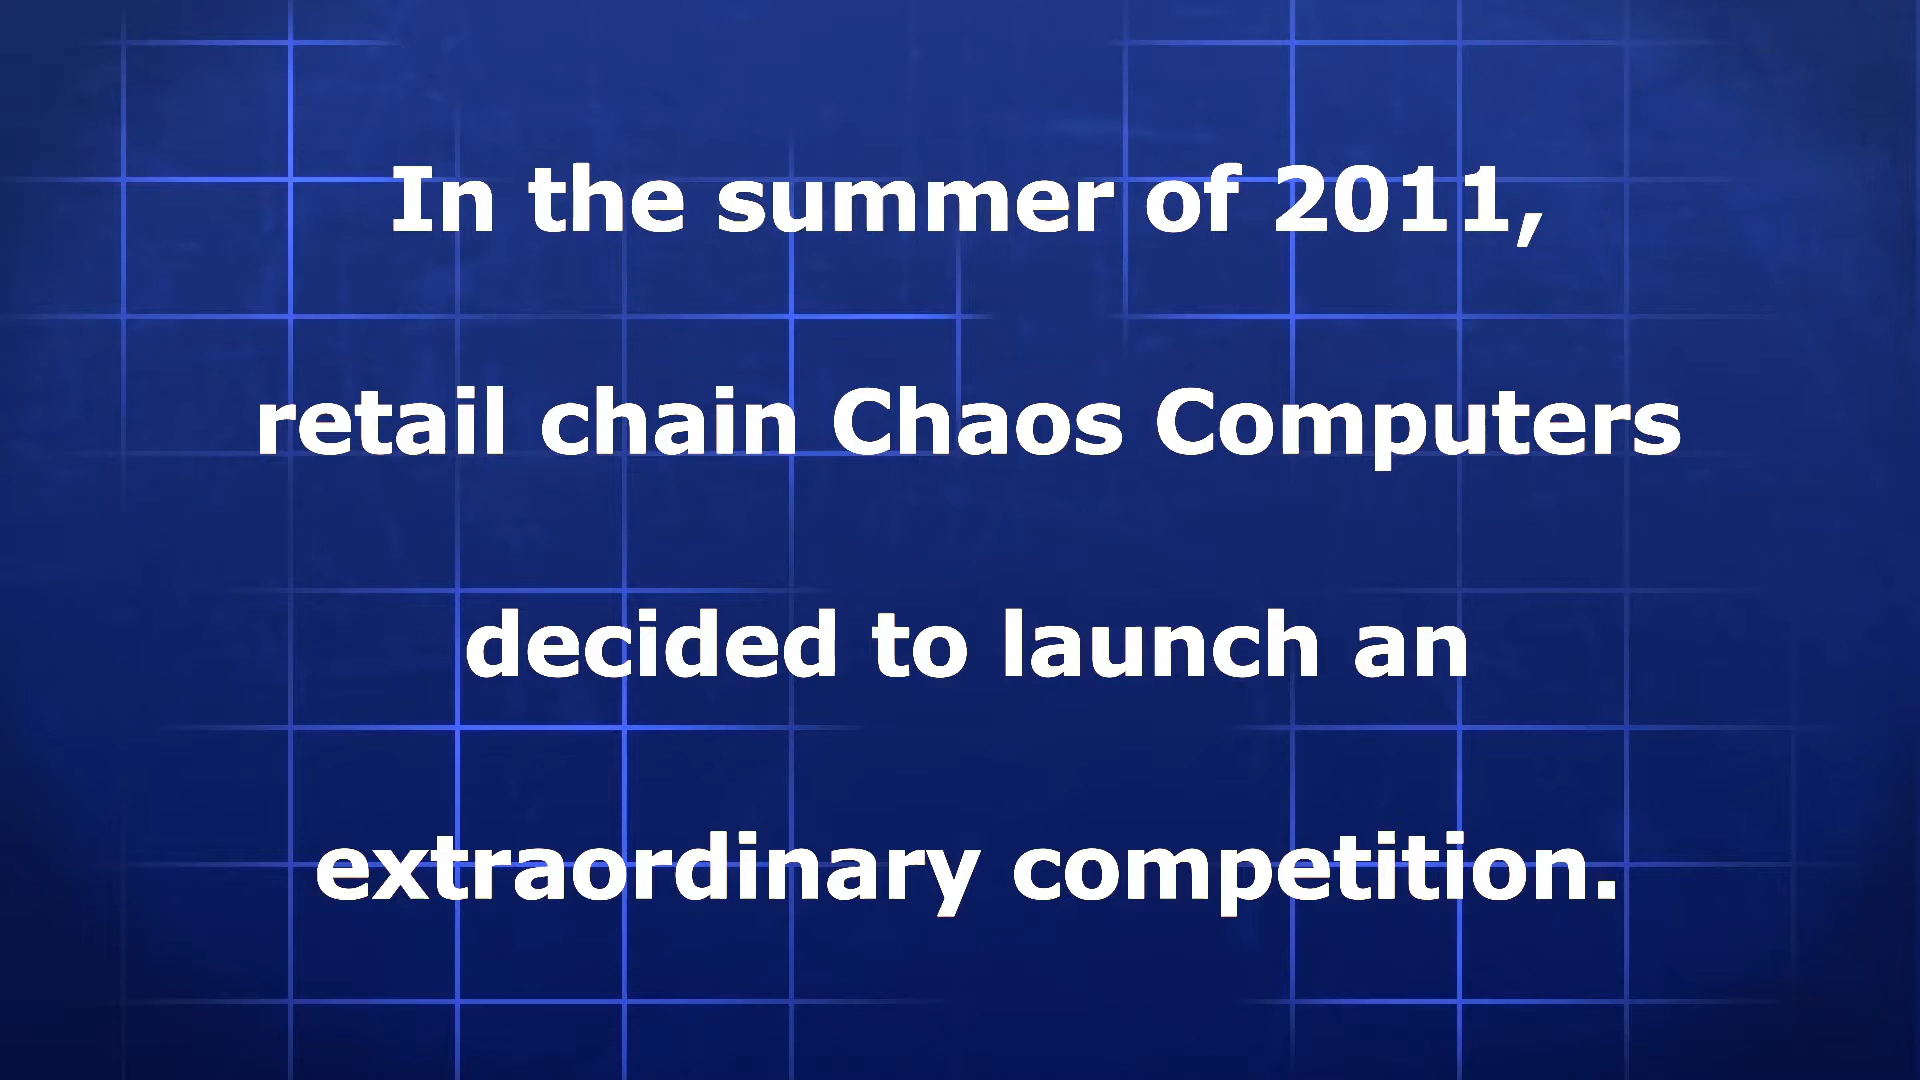 In the summer of 2011,
retail chain Chaos Computers
decided to launch an
extraordinary competition.